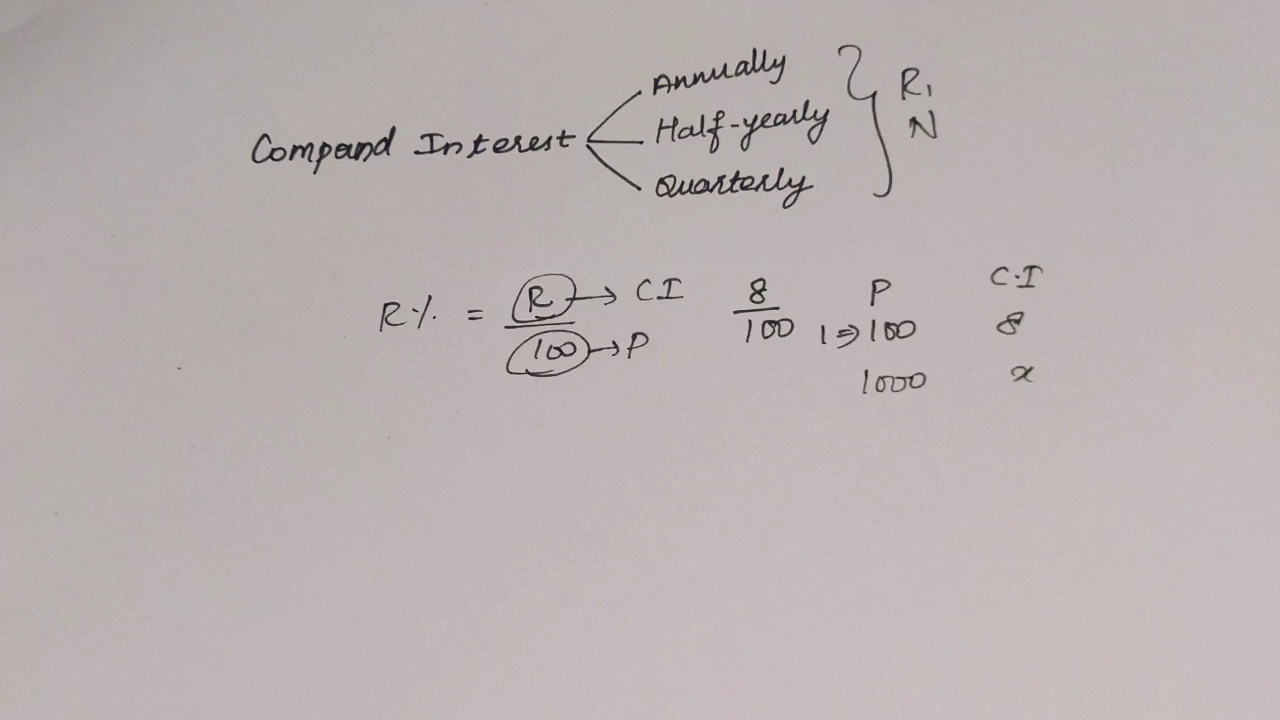 Annually
Compand Interest Half-yearly R,
Quarterly N
R% = R → CI 8 P C.I
100 → P 100 1 ⇒ 100 8
1000 x